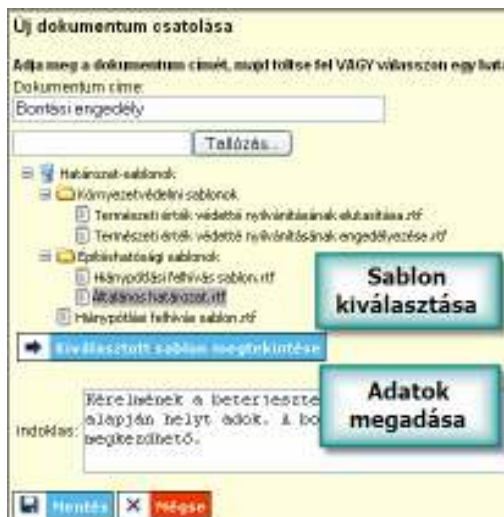 Új dokumentum csatolása
Adja meg a dokumentum címét, majd töltse fel VAGY válasszon egy hatá
Dokumentum címe:
Bontási engedély
Tallózás...
Határozat-sablonok
Környezetvédelmi sablonok
Természeti érték védetté nyilvánításának elutasítása.rtf
Természeti érték védetté nyilvánításának engedélyezése.rtf
Építéshatósági sablonok
Hiánypótlási felhívás sablon.rtf
Általános határozat.rtf
Hiánypótlási felhívás sablon.rtf
Sablon
kiválasztása
Kiválasztott sablon megtekintése
Adatok
megadása
Kérelmének a beterjeszte
alapján helyt adok. A bo
megkezdhető.
Indoklás:
Mentés
Mégse